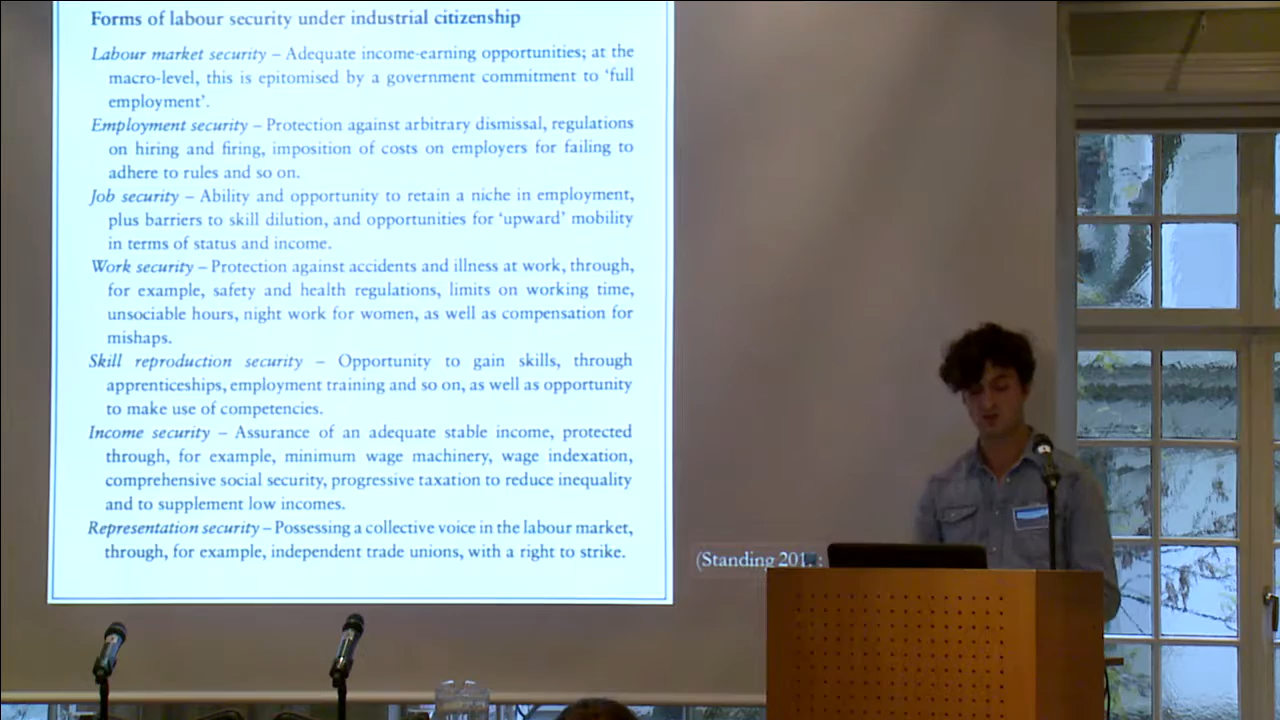 Forms of labour security under industrial citizenship
Labour market security – Adequate income-earning opportunities; at the
macro-level, this is epitomised by a government commitment to ‘full
employment’.
Employment security – Protection against arbitrary dismissal, regulations
on hiring and firing, imposition of costs on employers for failing to
adhere to rules and so on.
Job security – Ability and opportunity to retain a niche in employment,
plus barriers to skill dilution, and opportunities for ‘upward’ mobility
in terms of status and income.
Work security – Protection against accidents and illness at work, through,
for example, safety and health regulations, limits on working time,
unsociable hours, night work for women, as well as compensation for
mishaps.
Skill reproduction security – Opportunity to gain skills, through
apprenticeships, employment training and so on, as well as opportunity
to make use of competencies.
Income security – Assurance of an adequate stable income, protected
through, for example, minimum wage machinery, wage indexation,
comprehensive social security, progressive taxation to reduce inequality
and to supplement low incomes.
Representation security – Possessing a collective voice in the labour market,
through, for example, independent trade unions, with a right to strike.
(Standing